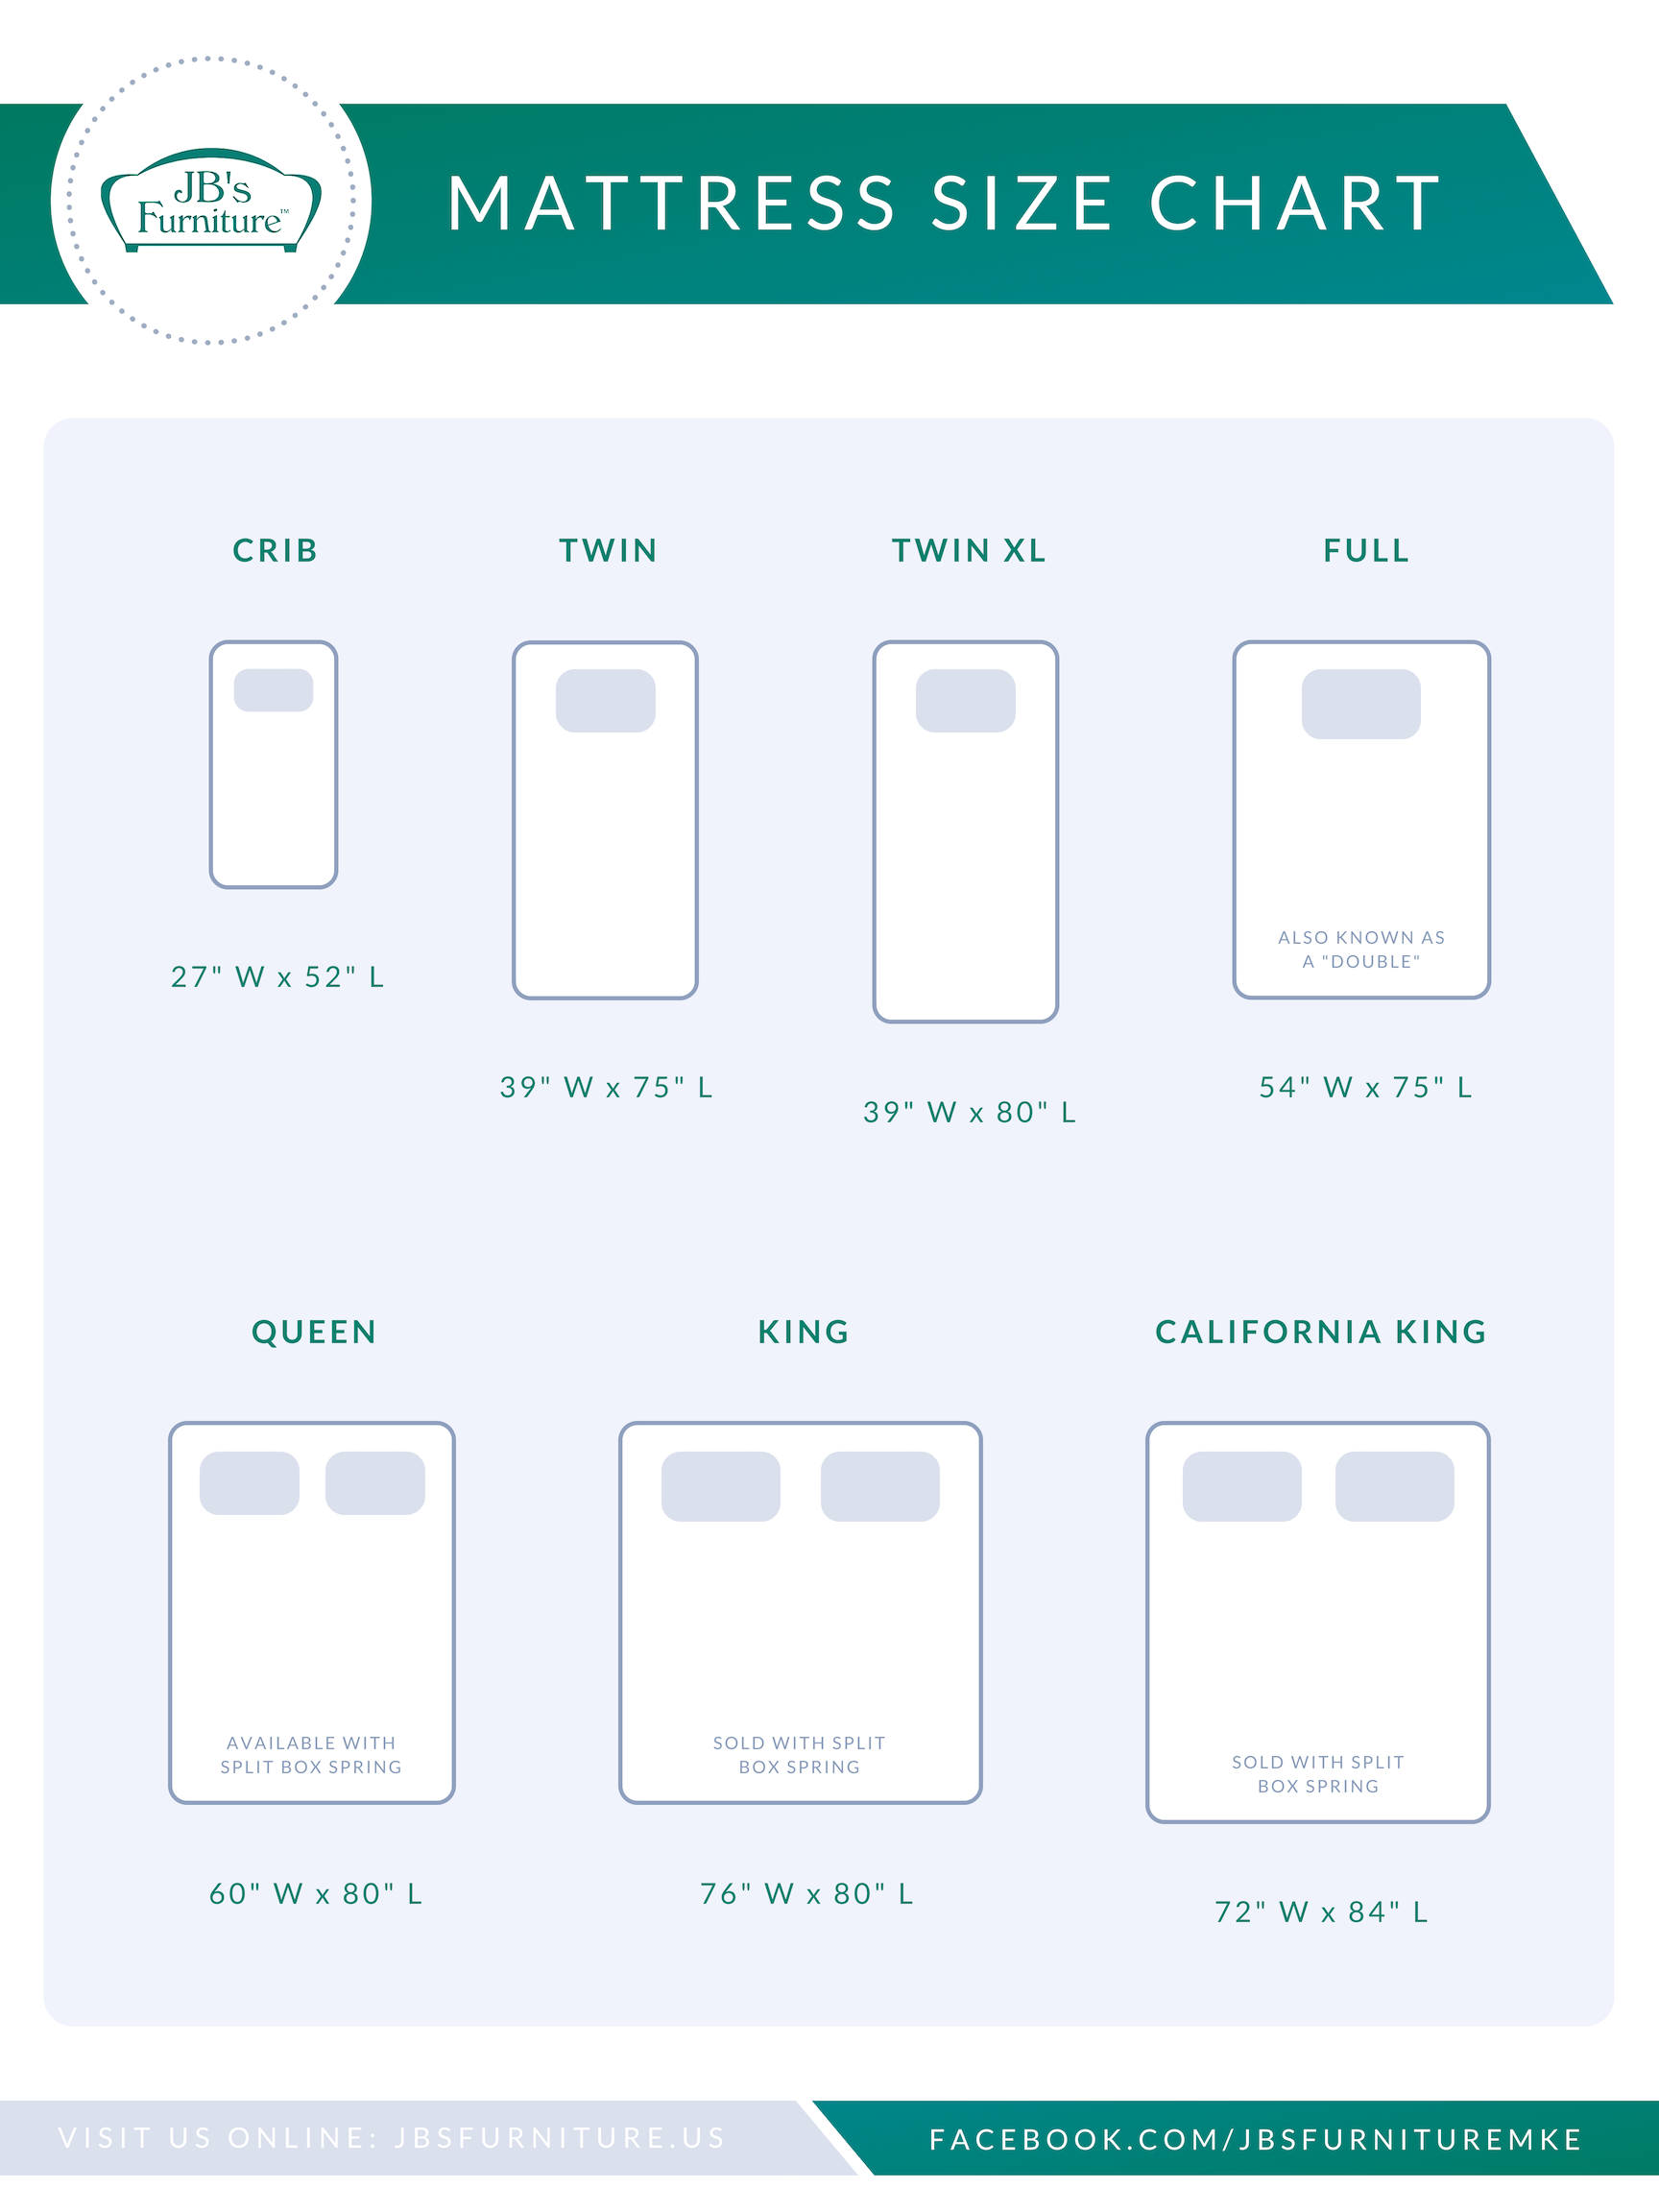 JB's
Furniture™
MATTRESS SIZE CHART
CRIB
TWIN
TWIN XL
FULL
ALSO KNOWN AS
A "DOUBLE"
27" W x 52" L
39" W x 75" L
39" W x 80" L
54" W x 75" L
QUEEN
KING
CALIFORNIA KING
AVAILABLE WITH
SPLIT BOX SPRING
SOLD WITH SPLIT
BOX SPRING
SOLD WITH SPLIT
BOX SPRING
60" W x 80" L
76" W x 80" L
72" W x 84" L
VISIT US ONLINE: JBSFURNITURE.US
FACEBOOK.COM/JBSFURNITUREMKE